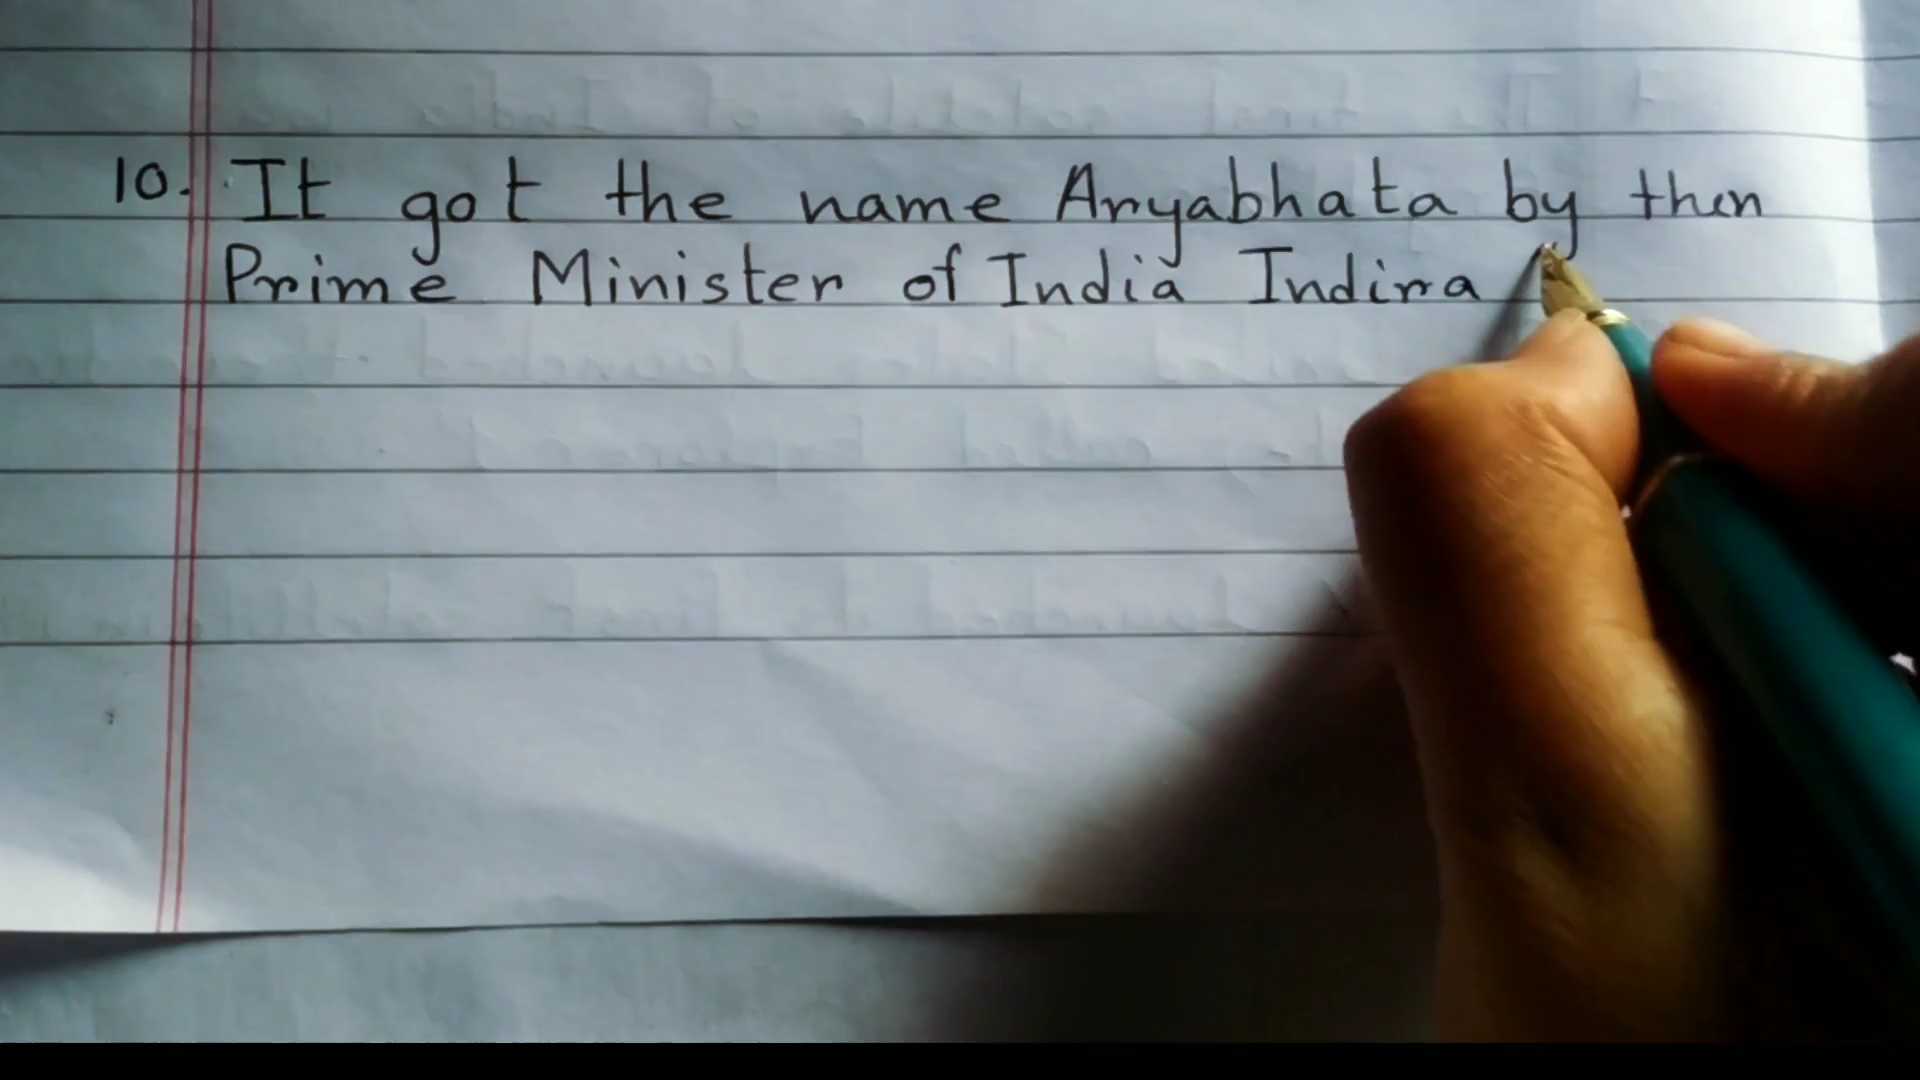 10. It got the name Aryabhata by then
Prime Minister of India Indira